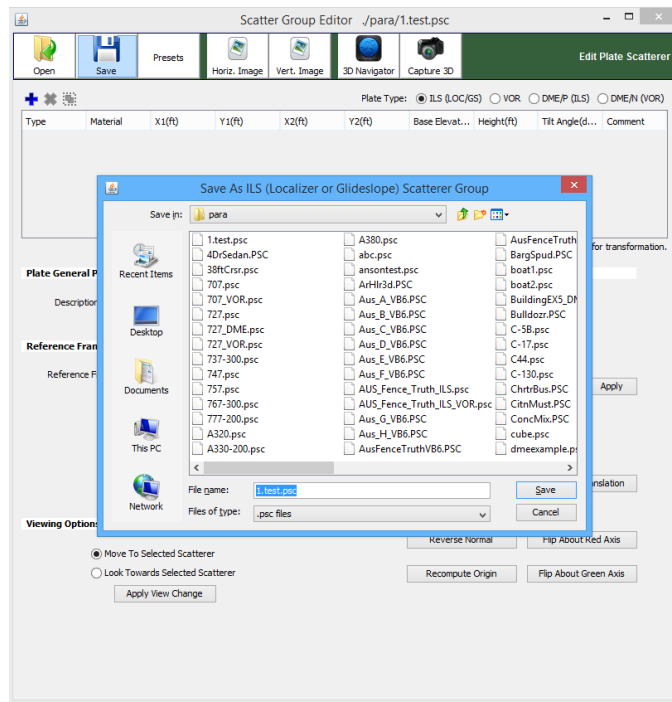 Scatter Group Editor ./para/1.test.psc
Open Save Presets Horiz. Image Vert. Image 3D Navigator Capture 3D Edit Plate Scatterer
Plate Type: ILS (LOC/GS) VOR DME/P (ILS) DME/N (VOR)
Type Material X1(ft) Y1(ft) X2(ft) Y2(ft) Base Elevat... Height(ft) Tilt Angle(d... Comment
Save As ILS (Localizer or Glideslope) Scatterer Group
Save in: para
1.test.psc A380.psc AusFenceTruth
4DrSedan.PSC abc.psc BargSpud.PSC
for transformation.
38ftCrsr.psc ansontest.psc boat1.psc
Recent Items
707.psc ArHlr3d.PSC boat2.psc
Plate General P
707_VOR.psc Aus_A_VB6.PSC BuildingEX5_DM
727.psc Aus_B_VB6.PSC Bulldozr.PSC
Description
727_DME.psc Aus_C_VB6.PSC C-5B.psc
Desktop
727_VOR.psc Aus_D_VB6.PSC C-17.psc
Reference Fram
737-300.psc Aus_E_VB6.PSC C44.psc
747.psc Aus_F_VB6.PSC C-130.psc
Reference F
757.psc AUS_Fence_Truth_ILS.psc ChrtrBus.PSC
Documents
Apply
767-300.psc AUS_Fence_Truth_ILS_VOR.psc CitnMust.PSC
777-200.psc Aus_G_VB6.PSC ConcMix.PSC
A320.psc Aus_H_VB6.PSC cube.psc
This PC
A330-200.psc AusFenceTruthVB6.PSC dmeexample.ps
File name: 1.test.psc Save
nslation
Network
Files of type: .psc files Cancel
Viewing Options
Reverse Normal Flip About Red Axis
Move To Selected Scatterer
Look Towards Selected Scatterer
Recompute Origin Flip About Green Axis
Apply View Change